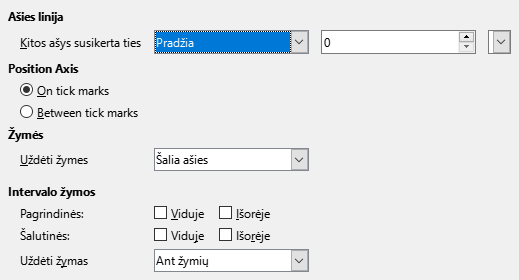 Ašies linija
Kitos ašys susikerta ties Pradžia 0
Position Axis
On tick marks
Between tick marks
Žymės
Uždėti žymes Šalia ašies
Intervalo žymos
Pagrindinės: Viduje Išorėje
Šalutinės: Viduje Išorėje
Uždėti žymas Ant žymių